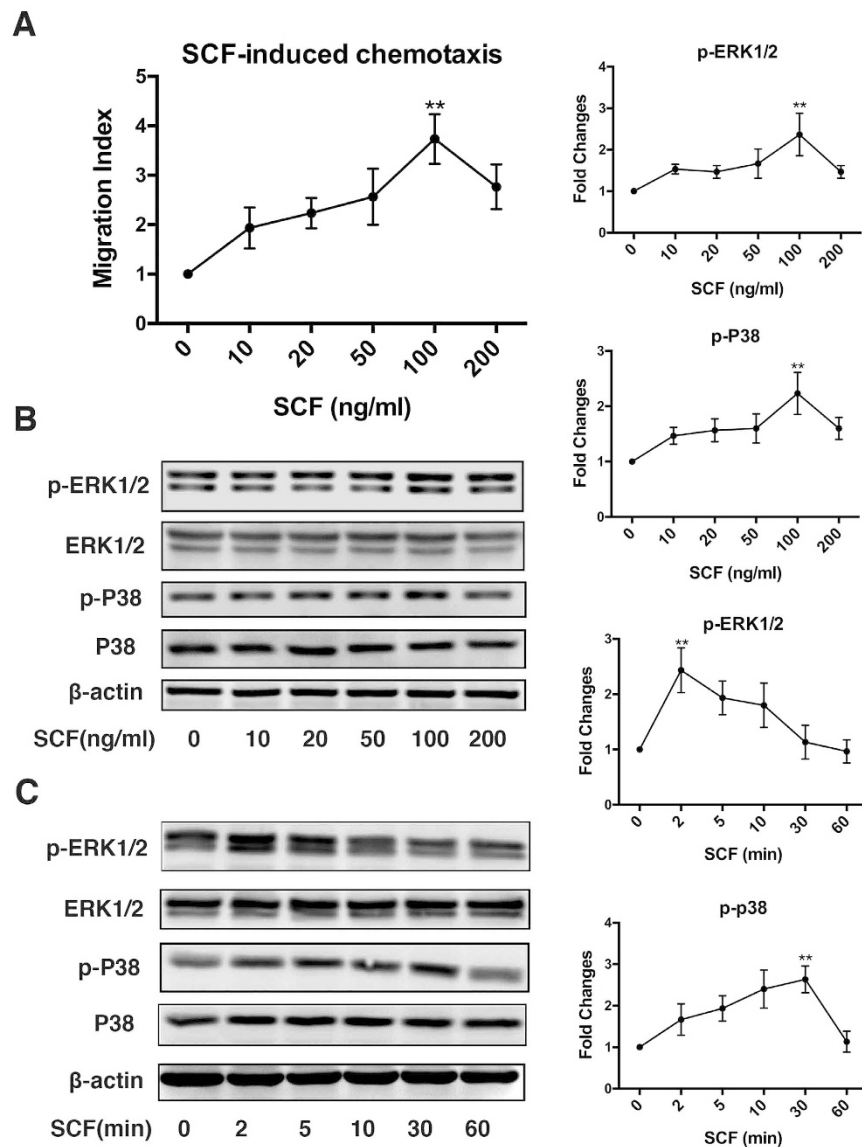 A
SCF-induced chemotaxis
Migration Index
5
4
3
2
1
0
**
0 10 20 50 100 200
SCF (ng/ml)
p-ERK1/2
Fold Changes
4
3
2
1
0
**
0 10 20 50 100 200
SCF (ng/ml)
p-P38
Fold Changes
3
2
1
0
**
0 10 20 50 100 200
SCF (ng/ml)
B
p-ERK1/2
ERK1/2
p-P38
P38
β-actin
SCF(ng/ml) 0 10 20 50 100 200
p-ERK1/2
Fold Changes
3
2
1
0
**
0 2 5 10 30 60
SCF (min)
C
p-ERK1/2
ERK1/2
p-P38
P38
β-actin
SCF(min) 0 2 5 10 30 60
p-p38
Fold Changes
4
3
2
1
0
**
0 2 5 10 30 60
SCF (min)